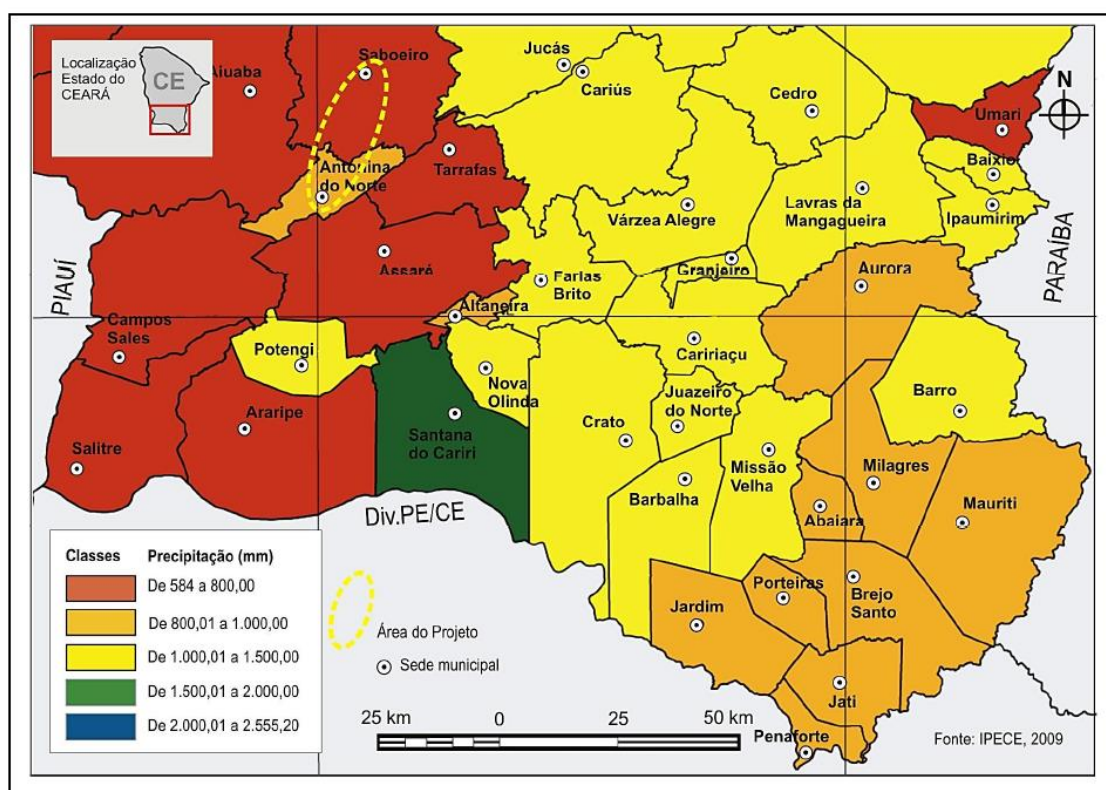 Localização
Estado do
CEARÁ
CE
Aiuaba
Saboeiro
Jucás
Cariús
Cedro
Umari
N
Antonina
do Norte
Tarrafas
Baixio
Várzea Alegre
Lavras da
Mangagueira
Ipaumirim
PIAUÍ
PARAÍBA
Assaré
Farias
Brito
Granjeiro
Aurora
Altaneira
Campos
Sales
Potengi
Nova
Olinda
Caririaçu
Juazeiro
do Norte
Barro
Araripe
Santana
do Cariri
Crato
Salitre
Missão
Velha
Milagres
Barbalha
Mauriti
Abaiara
Div.PE/CE
Porteiras
Brejo
Santo
Jardim
Jati
Penaforte
Classes Precipitação (mm)
De 584 a 800,00
De 800,01 a 1.000,00
De 1.000,01 a 1.500,00
De 1.500,01 a 2.000,00
De 2.000,01 a 2.555,20
Área do Projeto
Sede municipal
25 km 0 25 50 km
Fonte: IPECE, 2009